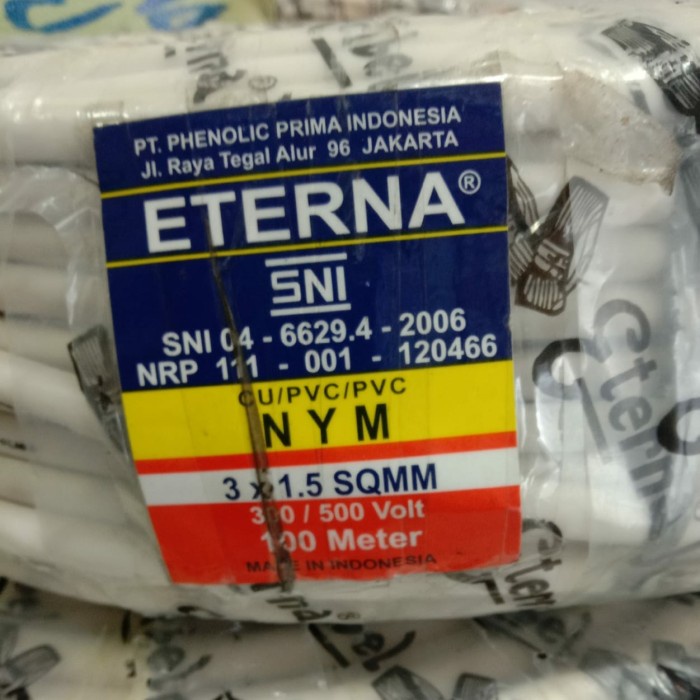 PT. PHENOLIC PRIMA INDONESIA
Jl. Raya Tegal Alur 96 JAKARTA
ETERNA®
SNI
SNI 04 - 6629.4 - 2006
NRP 111 - 001 - 120466
CU/PVC/PVC
NYM
3 x 1.5 SQMM
300 / 500 Volt
100 Meter
MADE IN INDONESIA
Eterna